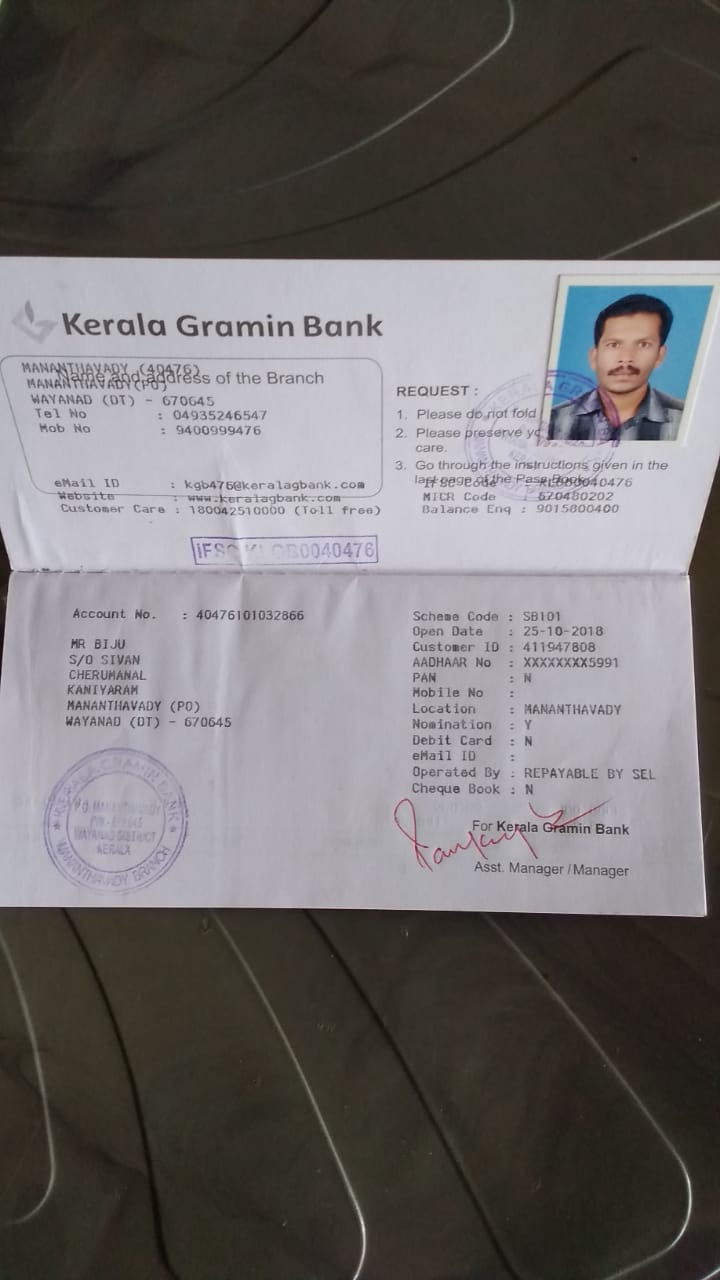 Kerala Gramin Bank
MANANTHAVADY (40476)
Name and address of the Branch
MANANTHAVADY(PO)
WAYANAD (DT) - 670645
Tel No : 04935246547
Mob No : 9400999476
eMail ID : kgb476@keralagbank.com
Website : www.keralagbank.com
Customer Care : 180042510000 (Toll free)
REQUEST :
1. Please do not fold
2. Please preserve
care.
3. Go through the instructions given in the
last page of the Pass Book
IFSC Code : KLGB0040476
MICR Code : 670480202
Balance Enq : 9015800400
IFSC KLGB0040476
Account No. : 40476101032866
MR BIJU
S/O SIVAN
CHERUMANAL
KANIYARAM
MANANTHAVADY (PO)
WAYANAD (DT) - 670645
Scheme Code : SB101
Open Date : 25-10-2018
Customer ID : 411947808
AADHAAR No : XXXXXXXX5991
PAN : N
Mobile No :
Location : MANANTHAVADY
Nomination : Y
Debit Card : N
eMail ID :
Operated By : REPAYABLE BY SEL
Cheque Book : N
KERALA GRAMIN BANK
P.O. MANANTHAVADY
PIN - 670645
WAYANAD DISTRICT
KERALA
MANANTHAVADY BRANCH
For Kerala Gramin Bank
Asst. Manager / Manager